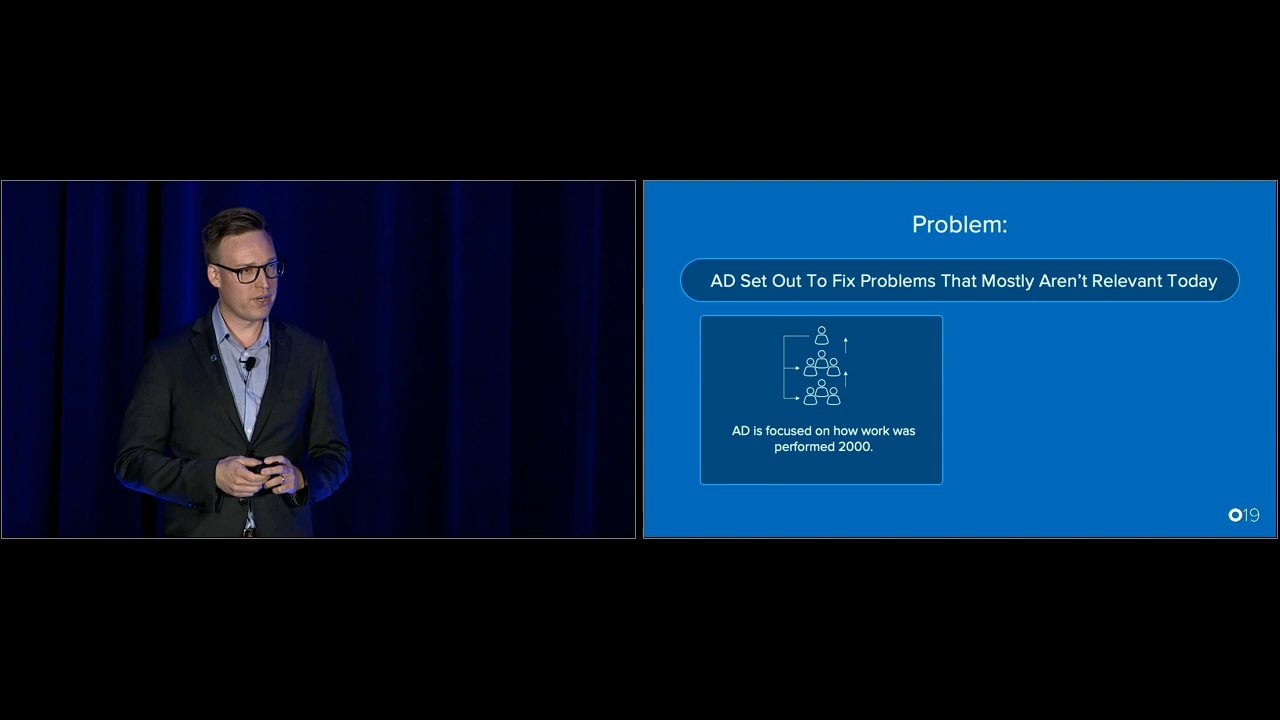 Problem:
AD Set Out To Fix Problems That Mostly Aren't Relevant Today
AD is focused on how work was
performed 2000.
O19